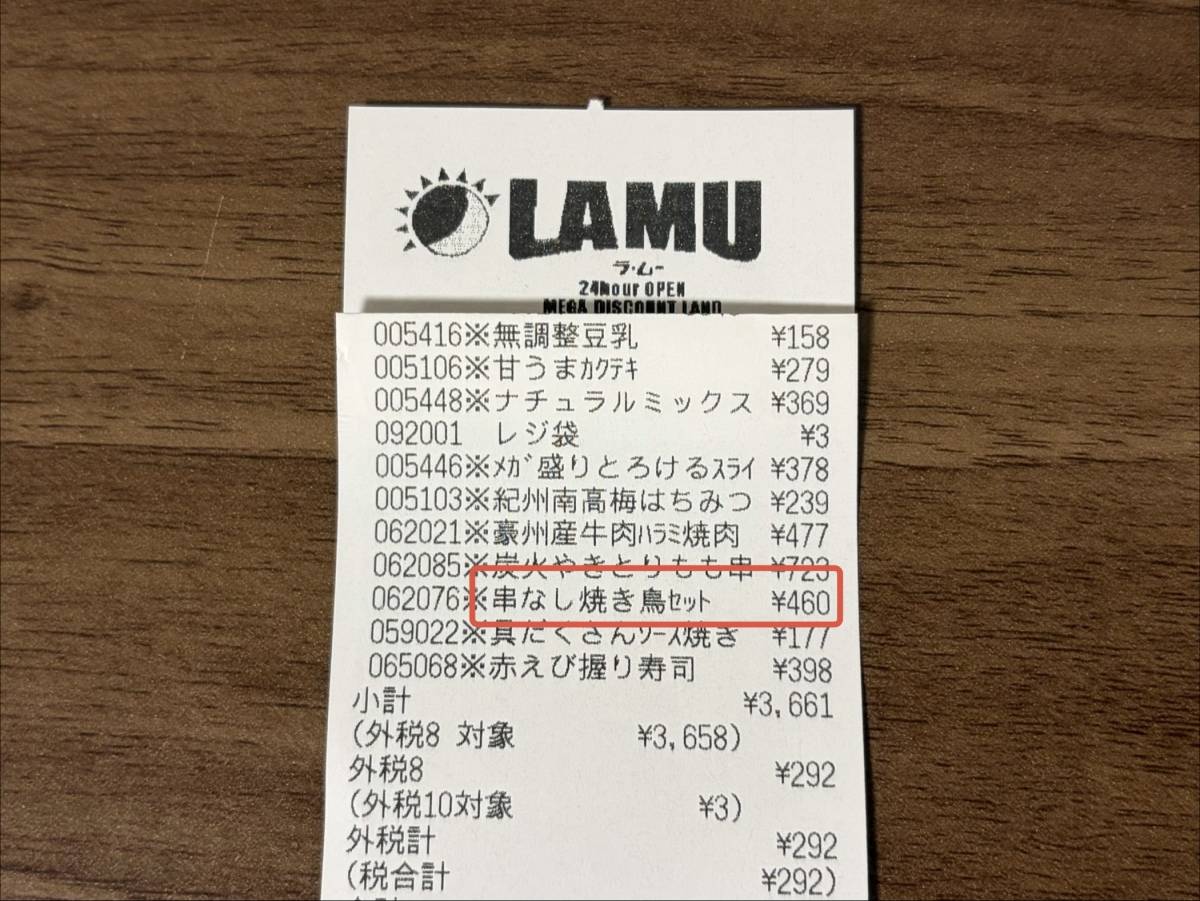 LAMU
ラ・ムー
24Hour OPEN
MEGA DISCOUNT LAND
005416※無調整豆乳 ¥158
005106※甘うまｶｸﾃｷ ¥279
005448※ナチュラルミックス ¥369
092001 レジ袋 ¥3
005446※ﾒｶﾞ盛りとろけるｽﾗｲ ¥378
005103※紀州南高梅はちみつ ¥239
062021※豪州産牛肉ﾊﾗﾐ焼肉 ¥477
062085※炭火やきとりもも串 ¥723
062076※串なし焼き鳥ｾｯﾄ ¥460
059022※具だくさんｿｰｽ焼き ¥177
065068※赤えび握り寿司 ¥398
小計 ¥3,661
(外税8 対象 ¥3,658)
外税8 ¥292
(外税10対象 ¥3)
外税計 ¥292
(税合計 ¥292)